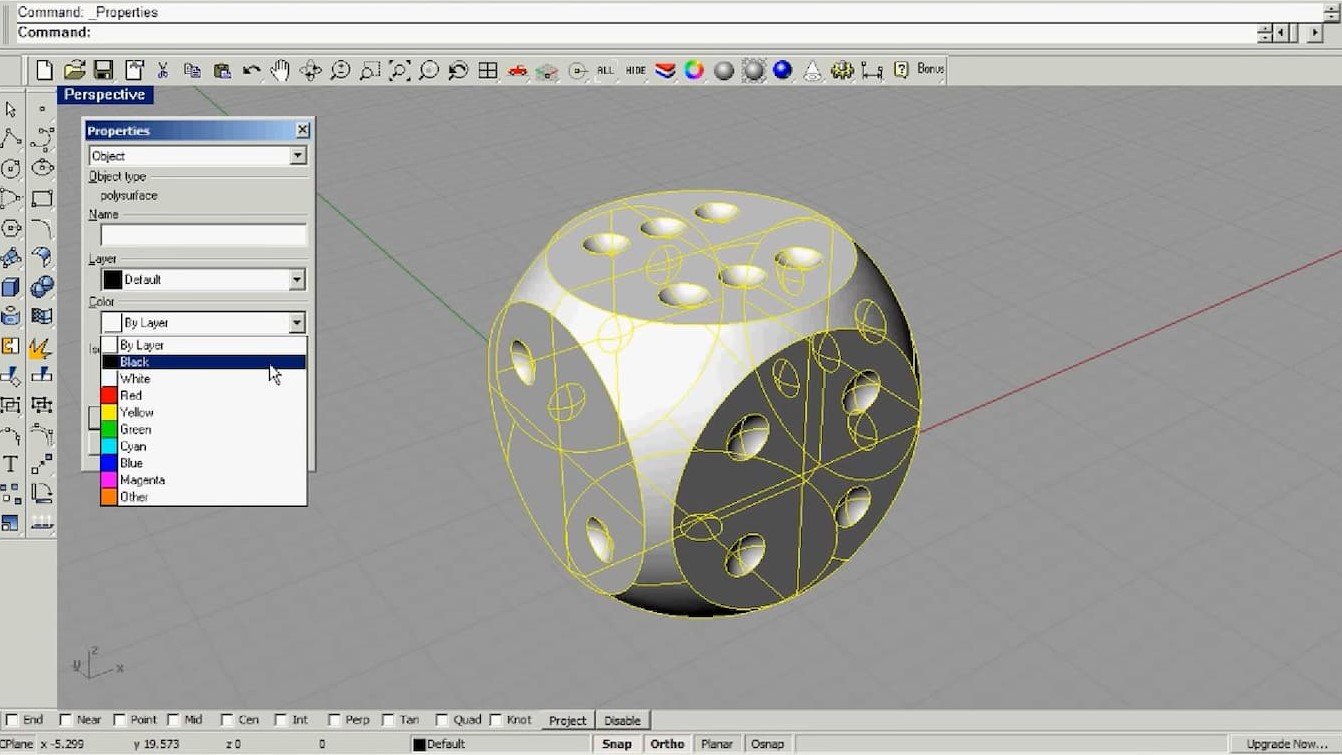 Command: _Properties
Command:
ALL HIDE Bonus
Perspective
Properties
Object
Object type
polysurface
Name
Layer
Default
Color
By Layer
By Layer
Black
White
Red
Yellow
Green
Cyan
Blue
Magenta
Other
T
z
y x
End Near Point Mid Cen Int Perp Tan Quad Knot Project Disable
CPlane x -5.299 y 19.573 z 0 0 Default Snap Ortho Planar Osnap Upgrade Now...